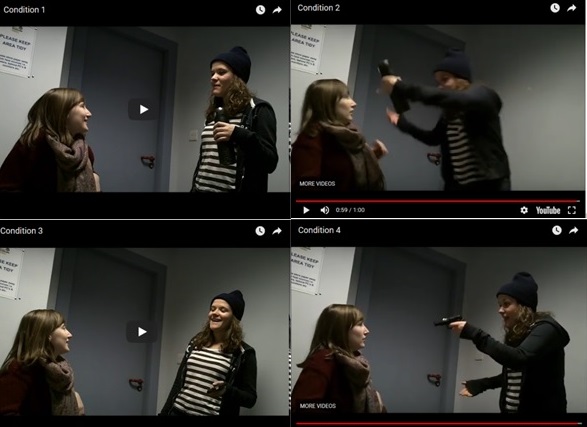 Condition 1
PLEASE KEEP
AREA TIDY
Condition 2
MORE VIDEOS
0:59 / 1:00
YouTube
Condition 3
PLEASE KEEP
AREA TIDY
Condition 4
MORE VIDEOS